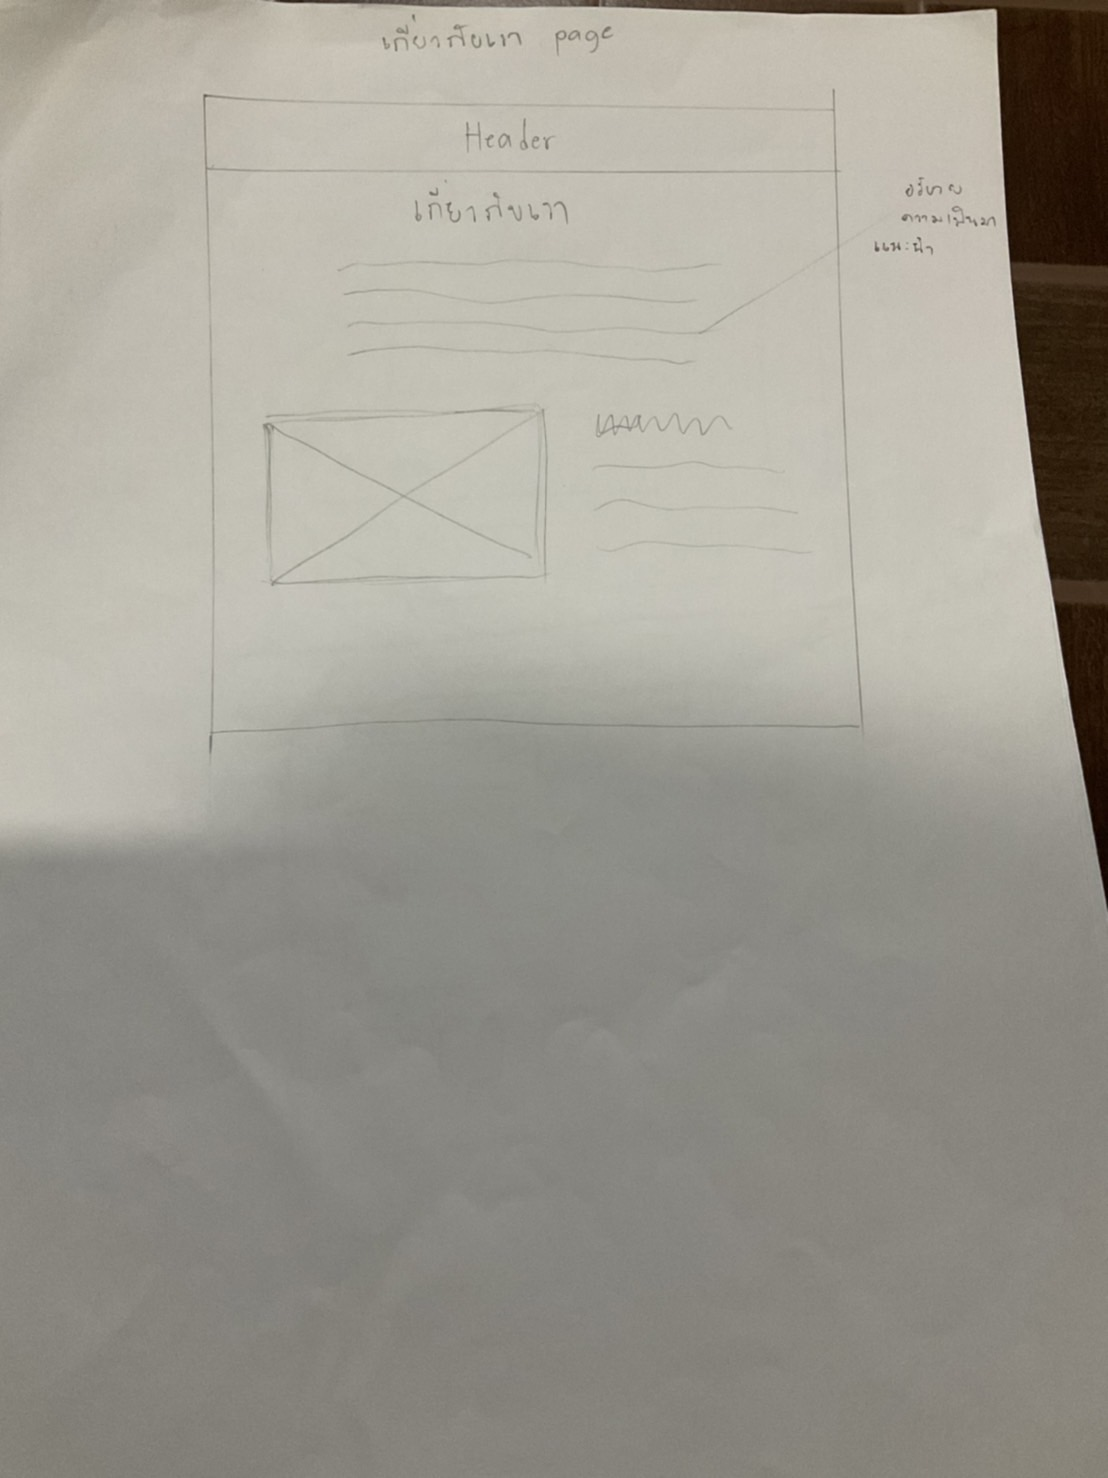 เกี่ยวกับเรา page
Header
เกี่ยวกับเรา
อธิบาย
ความเป็นมา
แนะนำ